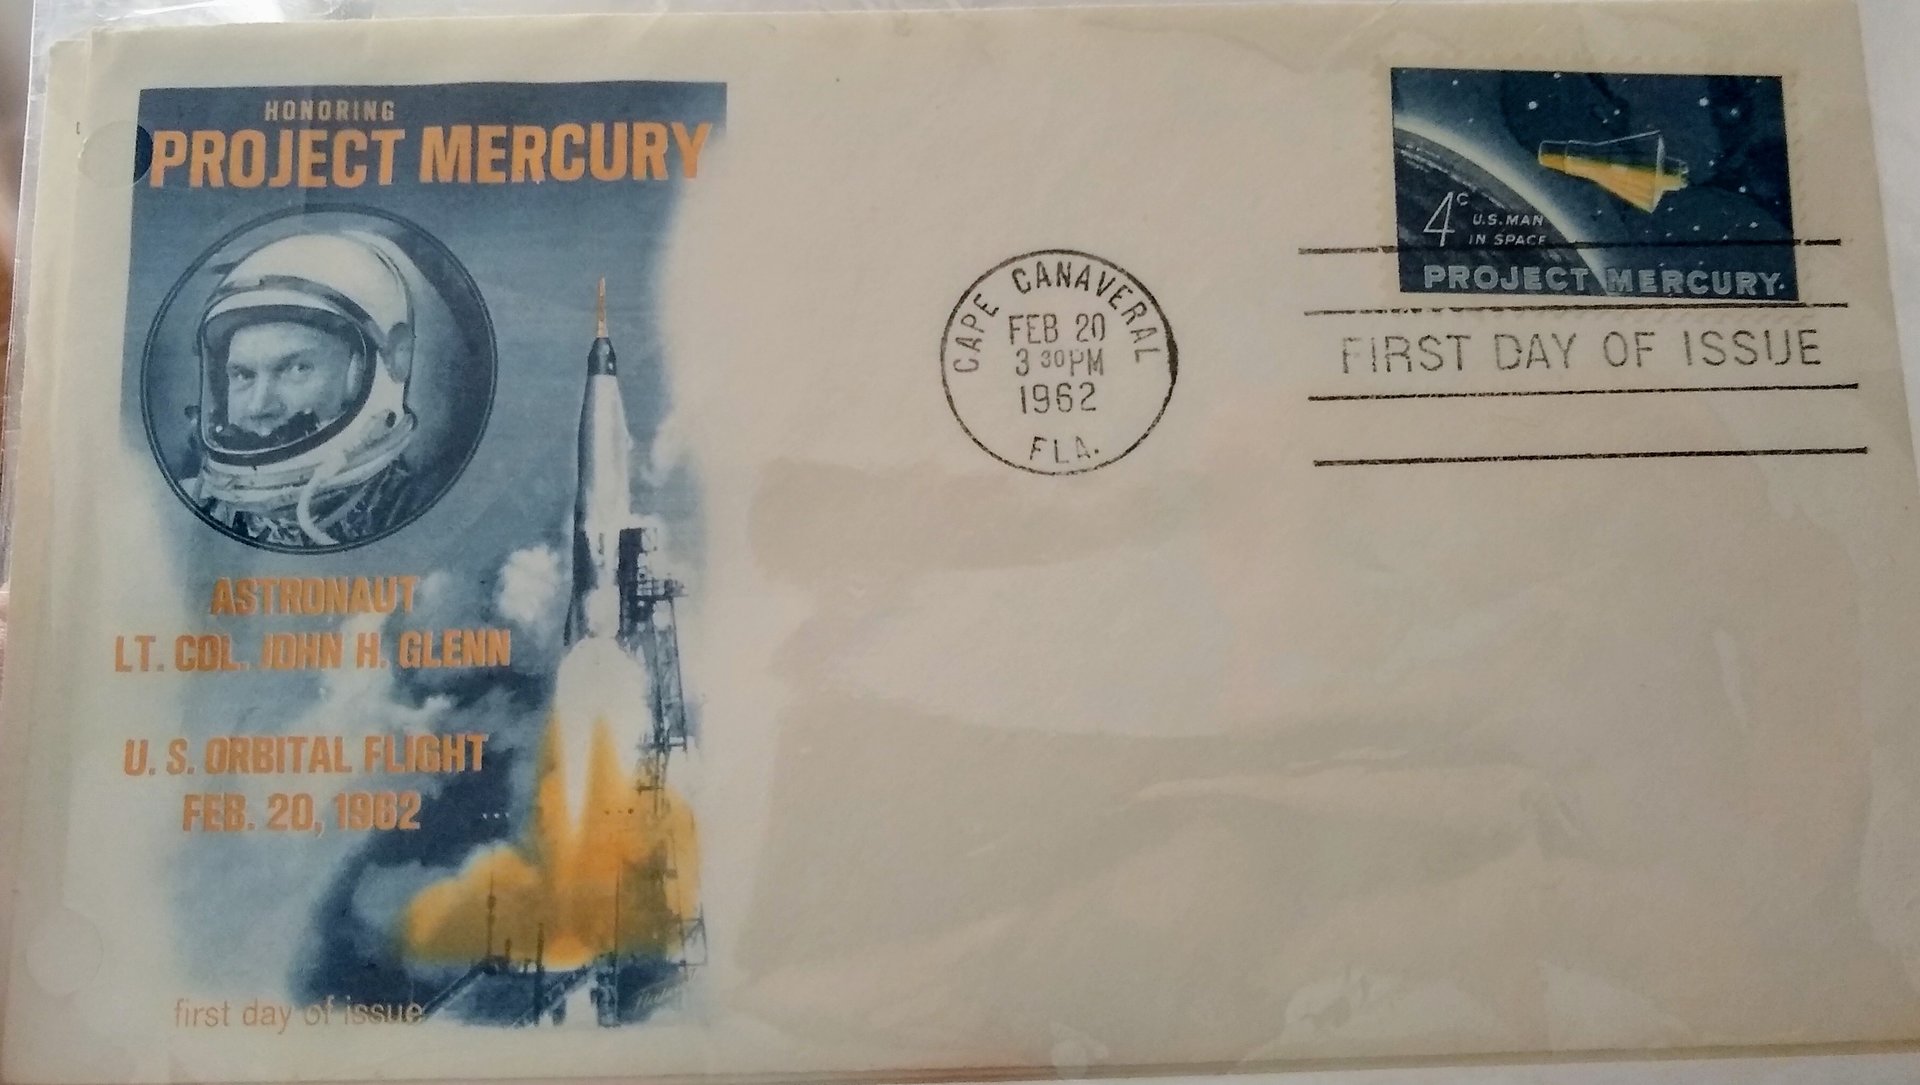 HONORING
PROJECT MERCURY
ASTRONAUT
LT. COL. JOHN H. GLENN
U. S. ORBITAL FLIGHT
FEB. 20, 1962
first day of issue
CAPE CANAVERAL
FEB 20
3 30 PM
1962
FLA.
4c
U.S. MAN
IN SPACE
PROJECT MERCURY
FIRST DAY OF ISSUE